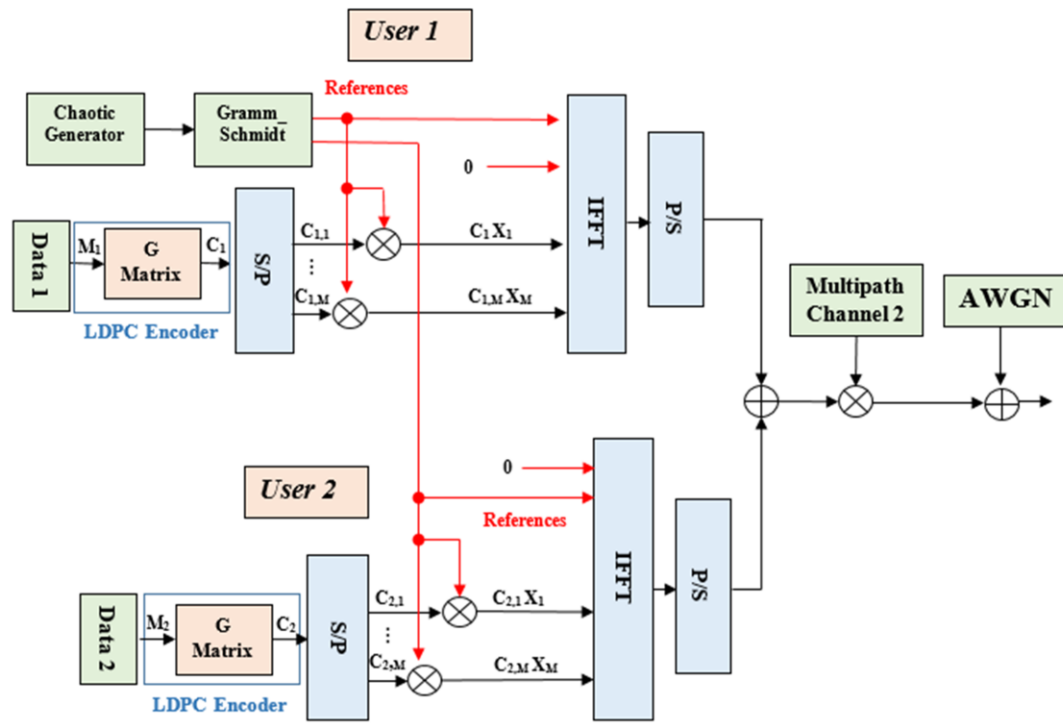 User 1
References
Chaotic
Generator
Gramm_
Schmidt
0
Data 1
M₁
G
Matrix
C₁
LDPC Encoder
S/P
C₁,₁
...
C₁,M
C₁ X₁
C₁,M XM
IFFT
P/S
Multipath
Channel 2
AWGN
User 2
0
References
Data 2
M₂
G
Matrix
C₂
LDPC Encoder
S/P
C₂,₁
...
C₂,M
C₂,₁ X₁
C₂,M XM
IFFT
P/S